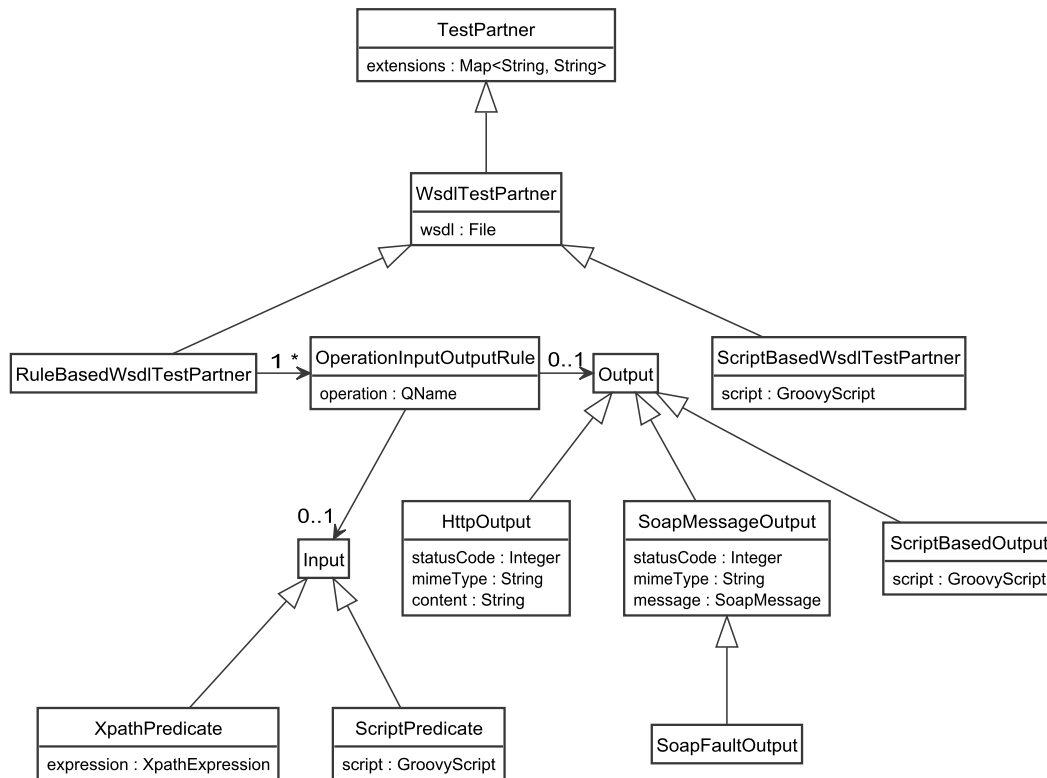 TestPartner
extensions : Map<String, String>
WsdlTestPartner
wsdl : File
RuleBasedWsdlTestPartner
1 *
OperationInputOutputRule
operation : QName
0..1
Output
ScriptBasedWsdlTestPartner
script : GroovyScript
0..1
Input
HttpOutput
statusCode : Integer
mimeType : String
content : String
SoapMessageOutput
statusCode : Integer
mimeType : String
message : SoapMessage
ScriptBasedOutput
script : GroovyScript
XpathPredicate
expression : XpathExpression
ScriptPredicate
script : GroovyScript
SoapFaultOutput